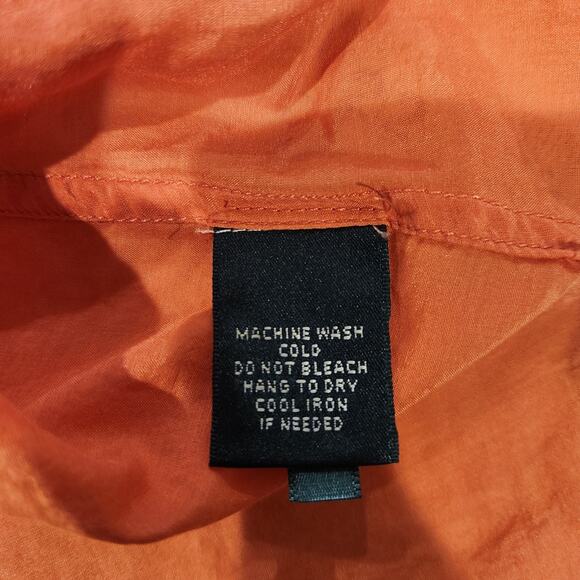 MACHINE WASH
COLD
DO NOT BLEACH
HANG TO DRY
COOL IRON
IF NEEDED